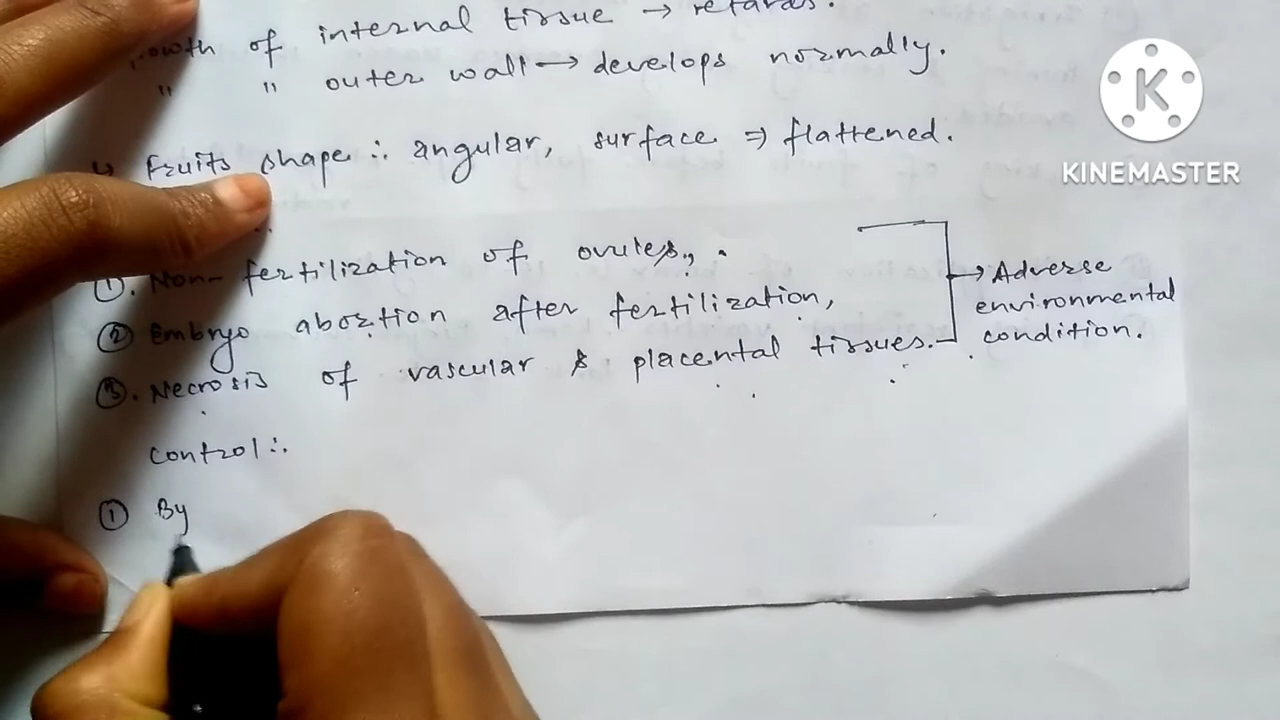 of internal tissue → retards.
" " outer wall → develops normally.
↳ Fruits shape ∴ angular, surface ⇒ flattened.
①. Non-fertilization of ovules,.
② Embryo abortion after fertilization,
③. Necrosis of vascular & placental tissues.
→ Adverse
environmental
condition.
control ∴
① By
K
KINEMASTER